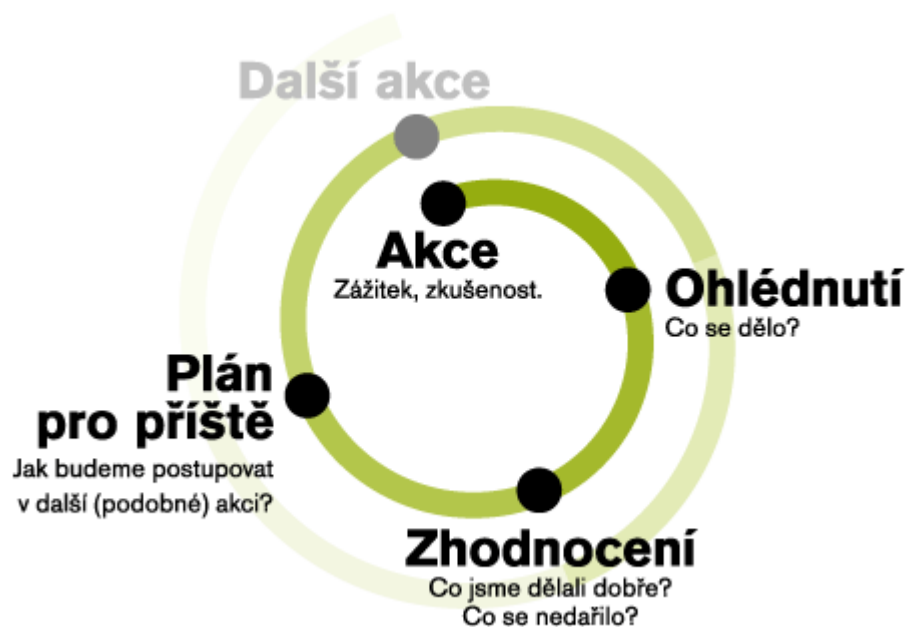 Další akce
Akce
Zážitek, zkušenost.
Ohlédnutí
Co se dělo?
Plán
pro příště
Jak budeme postupovat
v další (podobné) akci?
Zhodnocení
Co jsme dělali dobře?
Co se nedařilo?